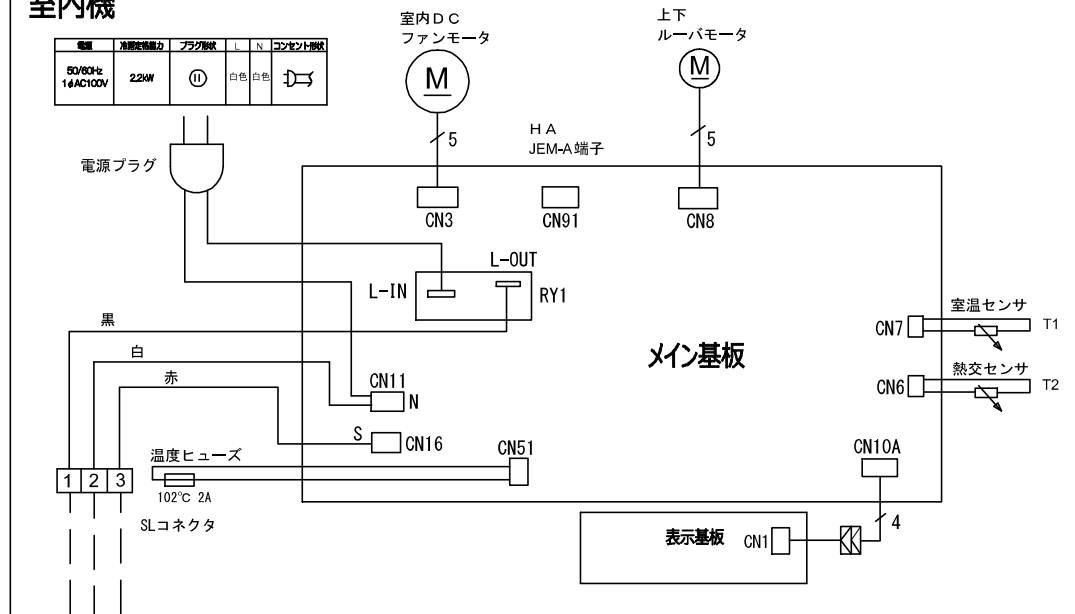 室内機
電源 冷房定格能力 プラグ形状 L N コンセント形状
50/60Hz
1φAC100V
2.2kW
白色 白色
室内DC
ファンモータ
M
上下
ルーバモータ
M
5
5
HA
JEM-A端子
電源プラグ
CN3
CN91
CN8
L-OUT
L-IN
RY1
黒
白
赤
CN11
N
S
CN16
CN51
温度ヒューズ
102℃ 2A
1 2 3
SLコネクタ
メイン基板
CN7
室温センサ
T1
CN6
熱交センサ
T2
CN10A
4
表示基板
CN1